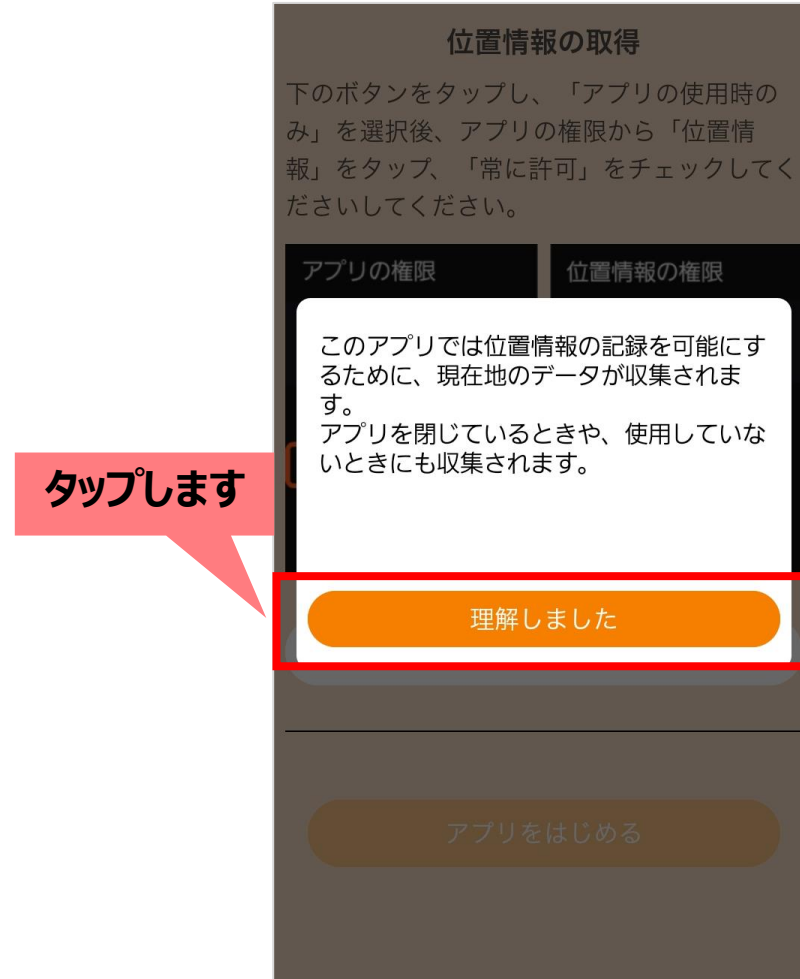 位置情報の取得
下のボタンをタップし、「アプリの使用時の
み」を選択後、アプリの権限から「位置情
報」をタップ、「常に許可」をチェックしてく
ださいしてください。
アプリの権限
位置情報の権限
このアプリでは位置情報の記録を可能にす
るために、現在地のデータが収集されま
す。
アプリを閉じているときや、使用していな
いときにも収集されます。
タップします
理解しました
アプリをはじめる